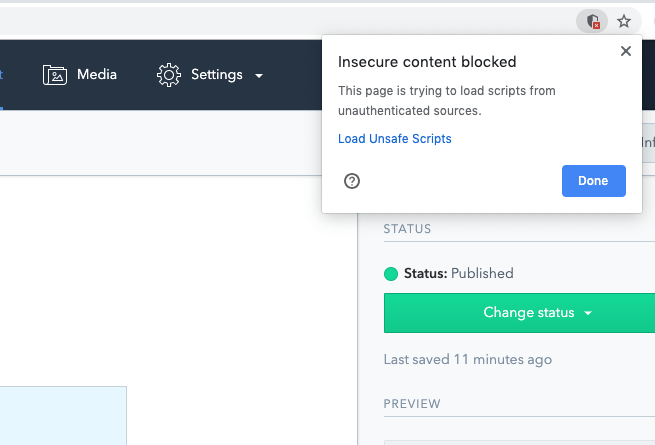 Insecure content blocked
This page is trying to load scripts from
unauthenticated sources.
Load Unsafe Scripts
Done
Media
Settings
STATUS
Status: Published
Change status
Last saved 11 minutes ago
PREVIEW